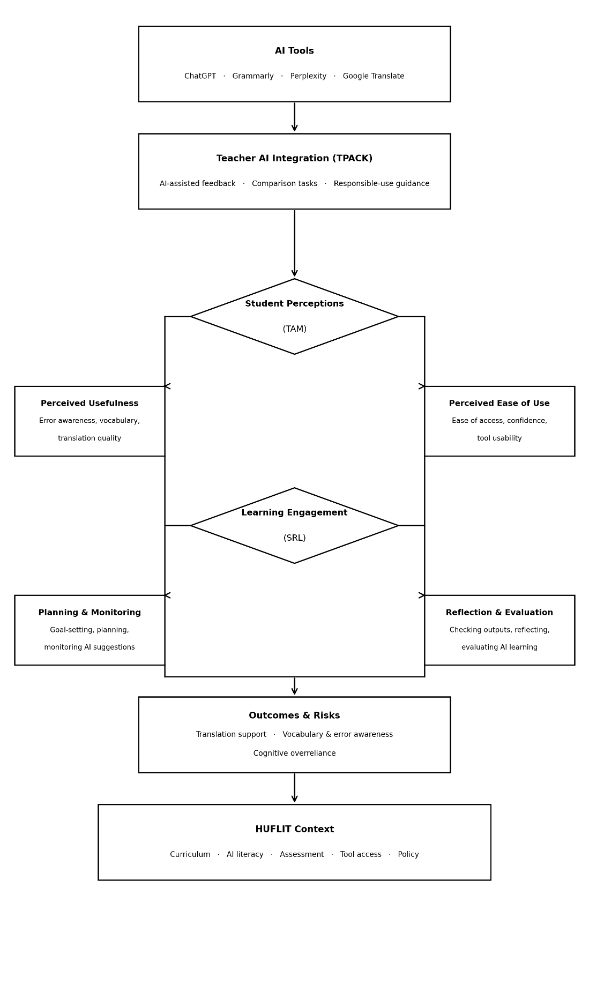 AI Tools
ChatGPT · Grammarly · Perplexity · Google Translate
Teacher AI Integration (TPACK)
AI-assisted feedback · Comparison tasks · Responsible-use guidance
Student Perceptions
(TAM)
Perceived Usefulness
Error awareness, vocabulary,
translation quality
Perceived Ease of Use
Ease of access, confidence,
tool usability
Learning Engagement
(SRL)
Planning & Monitoring
Goal-setting, planning,
monitoring AI suggestions
Reflection & Evaluation
Checking outputs, reflecting,
evaluating AI learning
Outcomes & Risks
Translation support · Vocabulary & error awareness
Cognitive overreliance
HUFLIT Context
Curriculum · AI literacy · Assessment · Tool access · Policy